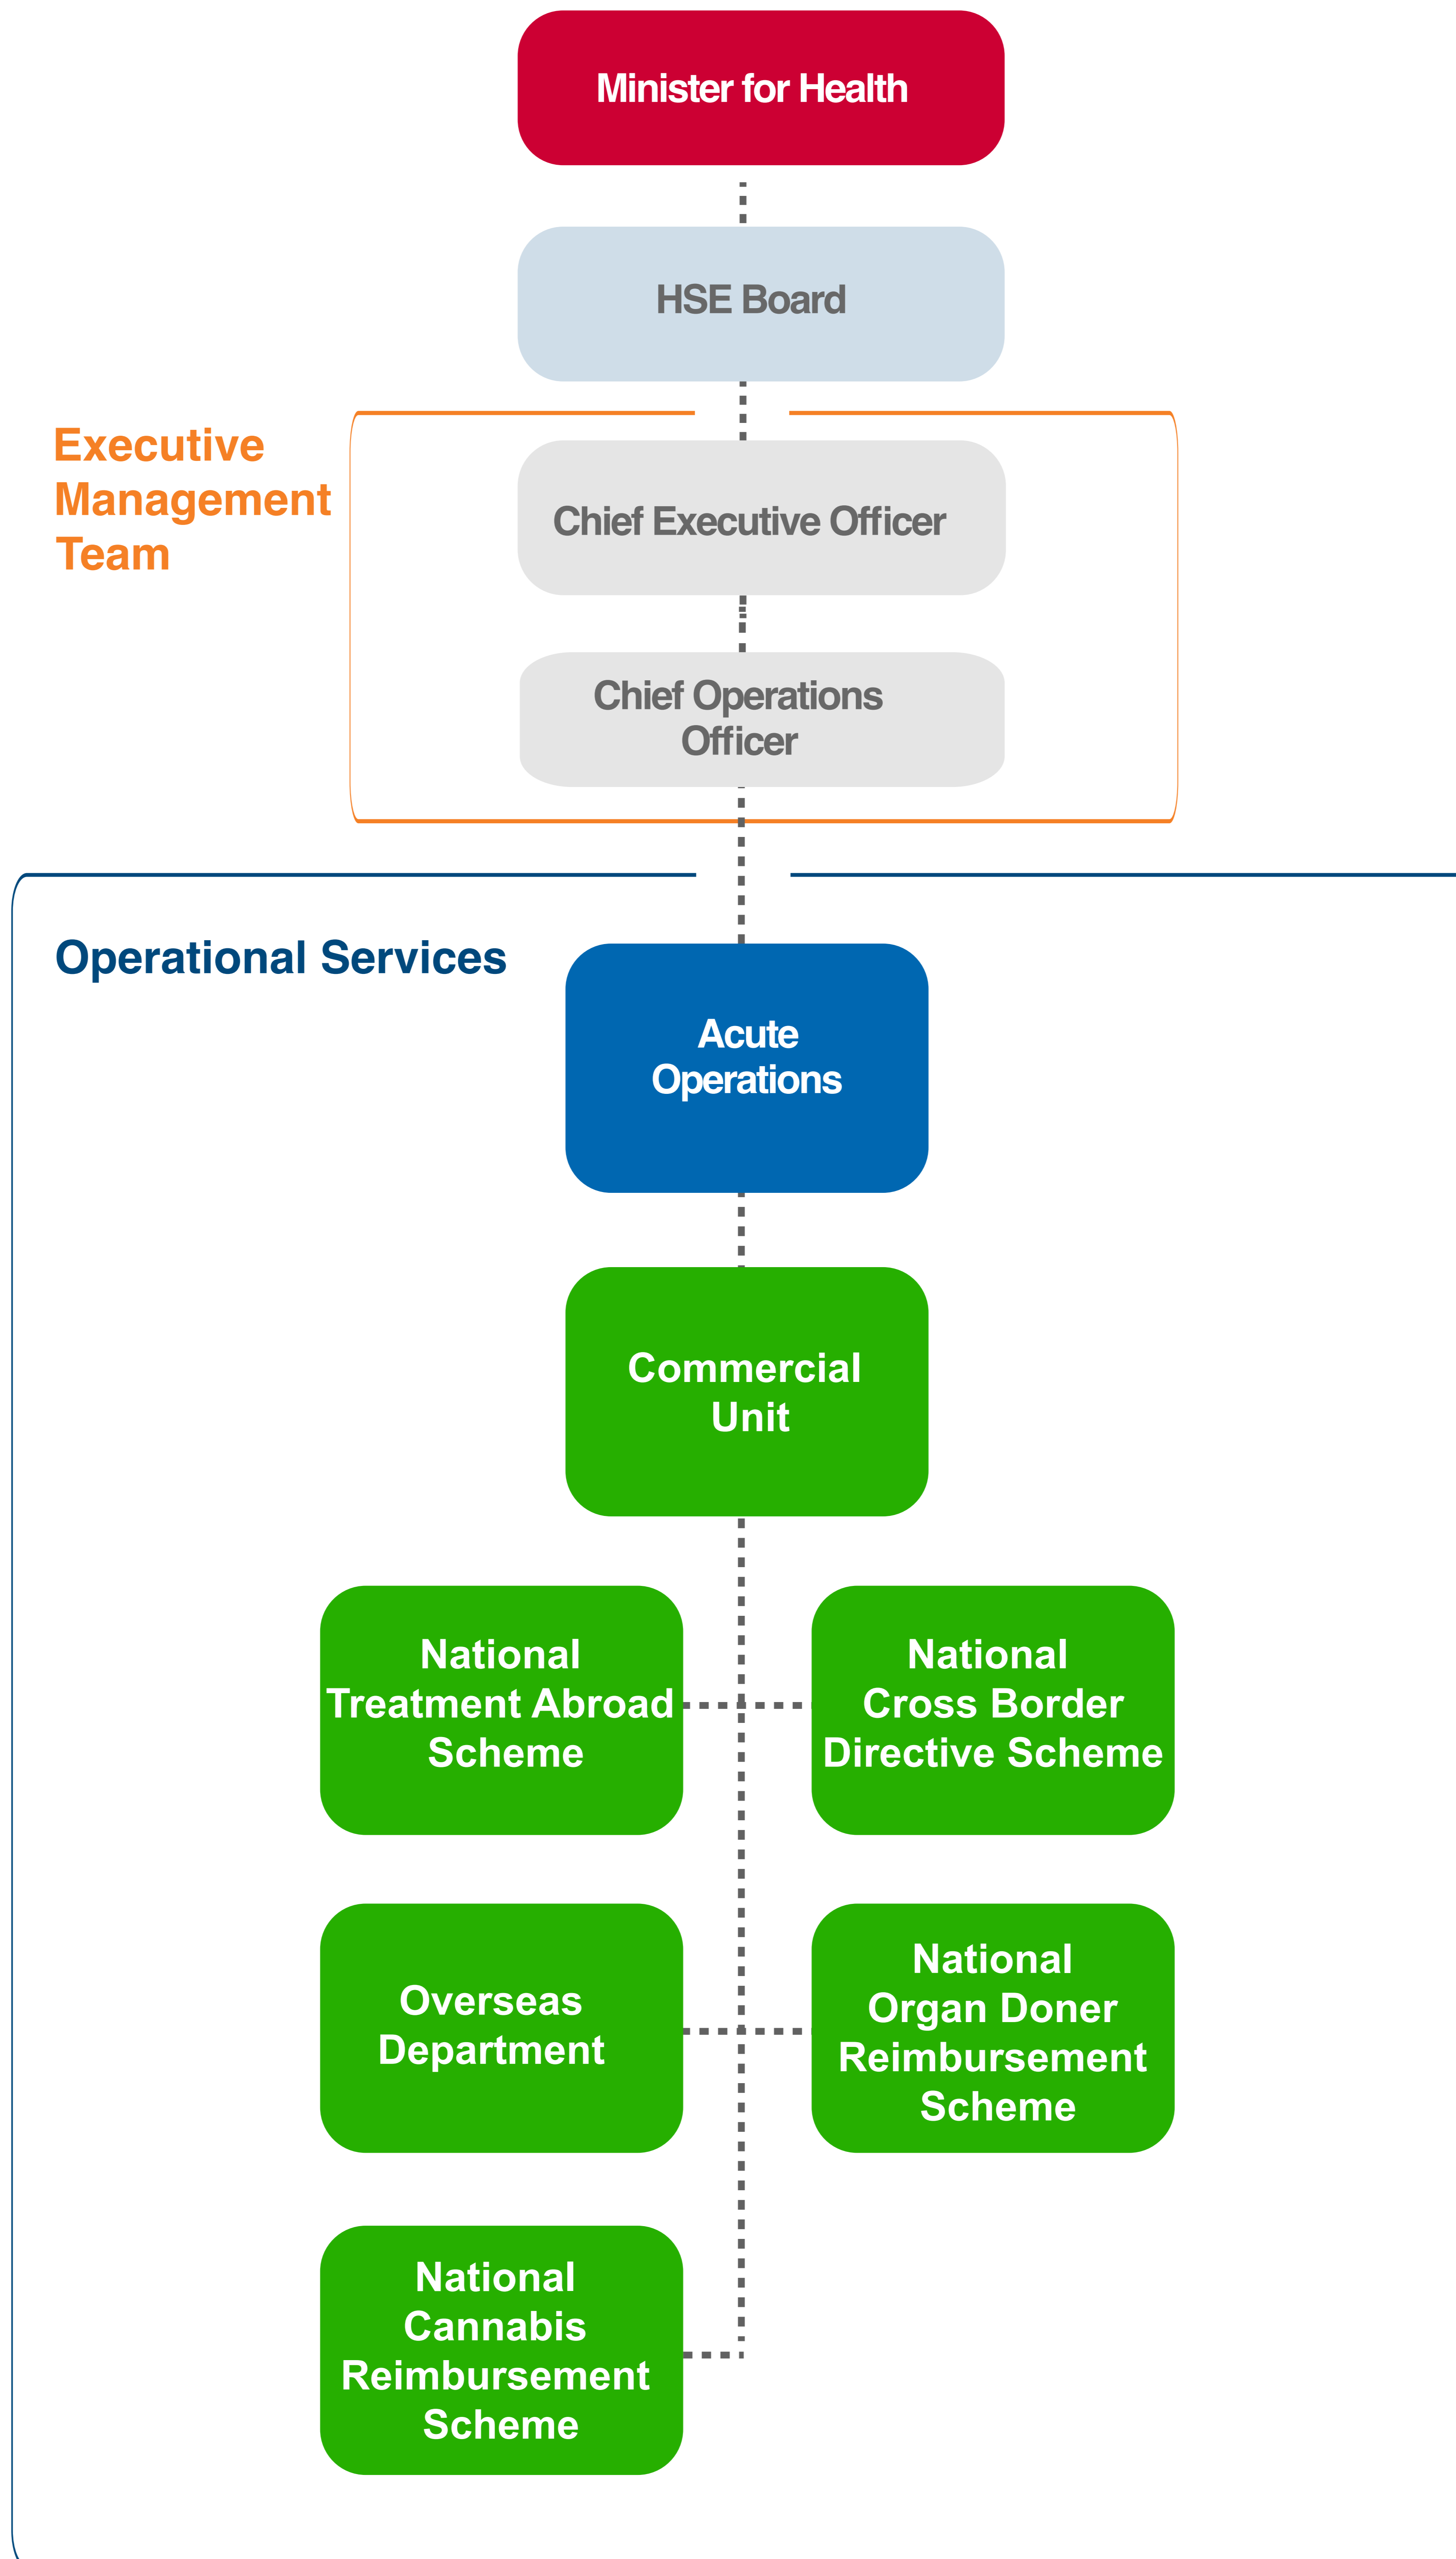 Minister for Health
HSE Board
Executive
Management
Team
Chief Executive Officer
Chief Operations
Officer
Operational Services
Acute
Operations
Commercial
Unit
National
Treatment Abroad
Scheme
National
Cross Border
Directive Scheme
Overseas
Department
National
Organ Doner
Reimbursement
Scheme
National
Cannabis
Reimbursement
Scheme